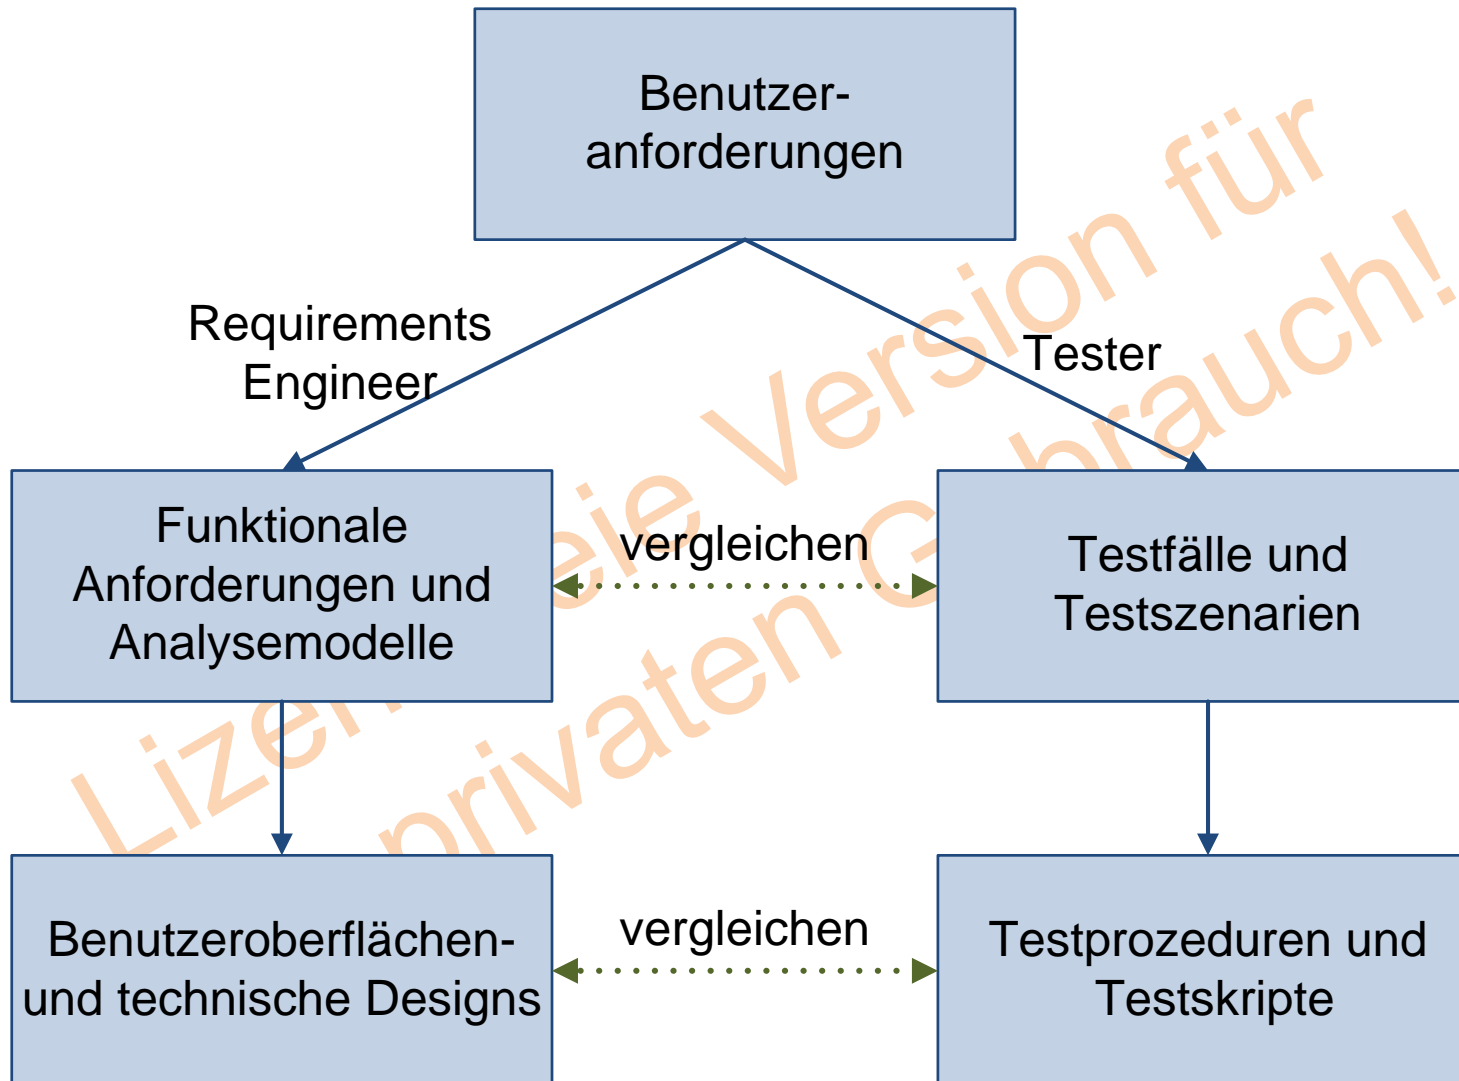 Benutzer-
anforderungen
Requirements
Engineer
Tester
Funktionale
Anforderungen und
Analysemodelle
vergleichen
Testfälle und
Testszenarien
Benutzeroberflächen-
und technische Designs
vergleichen
Testprozeduren und
Testskripte
Lizenzfreie Version für
privaten Gebrauch!